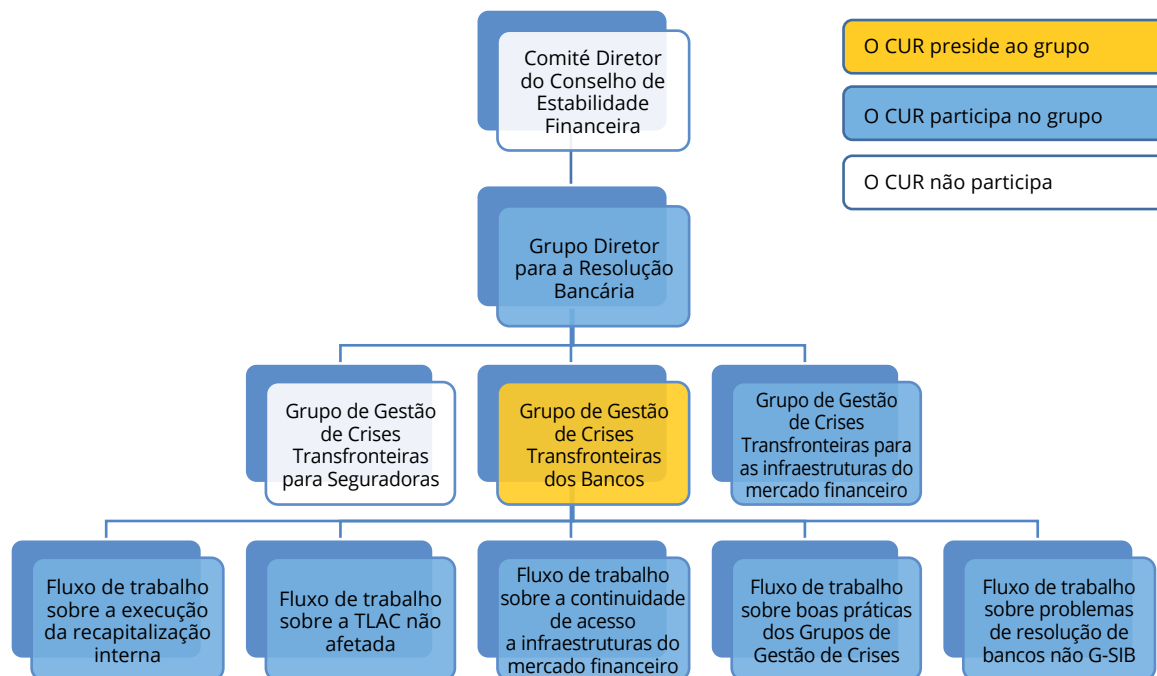 Comité Diretor
do Conselho de
Estabilidade
Financeira
O CUR preside ao grupo
O CUR participa no grupo
O CUR não participa
Grupo Diretor
para a Resolução
Bancária
Grupo de Gestão
de Crises
Transfronteiras
para Seguradoras
Grupo de Gestão
de Crises
Transfronteiras
dos Bancos
Grupo de Gestão
de Crises
Transfronteiras para
as infraestruturas do
mercado financeiro
Fluxo de trabalho
sobre a execução
da recapitalização
interna
Fluxo de trabalho
sobre a TLAC não
afetada
Fluxo de trabalho
sobre a continuidade
de acesso
a infraestruturas do
mercado financeiro
Fluxo de trabalho
sobre boas práticas
dos Grupos de
Gestão de Crises
Fluxo de trabalho
sobre problemas
de resolução de
bancos não G-SIB